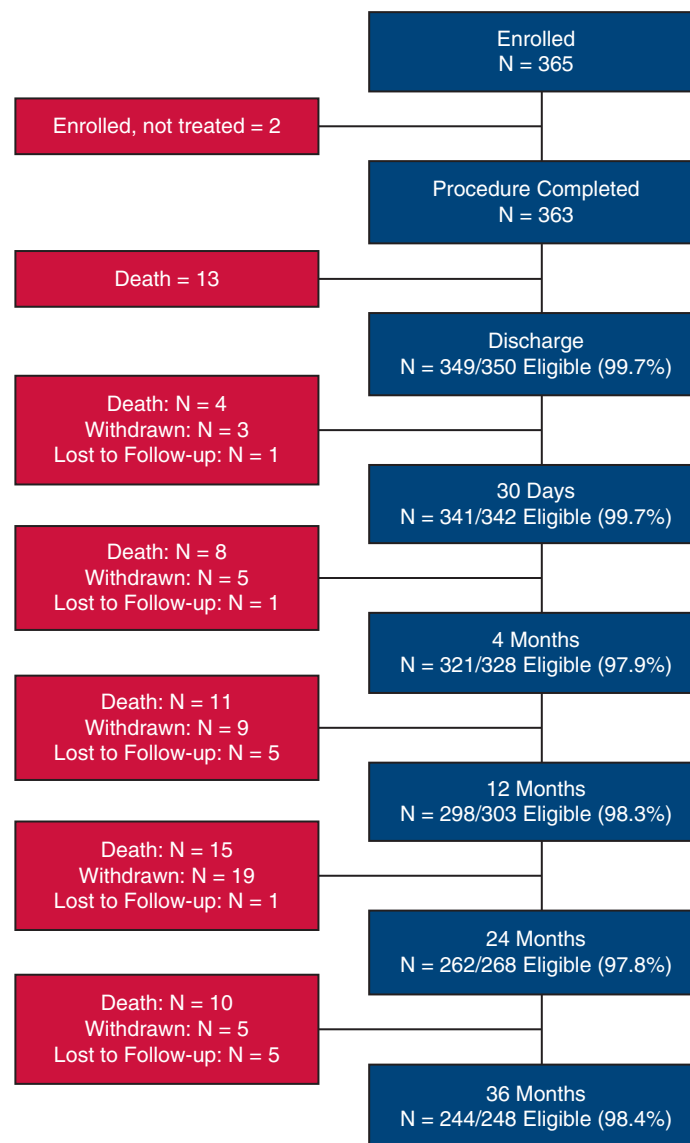 Enrolled
N = 365
Enrolled, not treated = 2
Procedure Completed
N = 363
Death = 13
Discharge
N = 349/350 Eligible (99.7%)
Death: N = 4
Withdrawn: N = 3
Lost to Follow-up: N = 1
30 Days
N = 341/342 Eligible (99.7%)
Death: N = 8
Withdrawn: N = 5
Lost to Follow-up: N = 1
4 Months
N = 321/328 Eligible (97.9%)
Death: N = 11
Withdrawn: N = 9
Lost to Follow-up: N = 5
12 Months
N = 298/303 Eligible (98.3%)
Death: N = 15
Withdrawn: N = 19
Lost to Follow-up: N = 1
24 Months
N = 262/268 Eligible (97.8%)
Death: N = 10
Withdrawn: N = 5
Lost to Follow-up: N = 5
36 Months
N = 244/248 Eligible (98.4%)